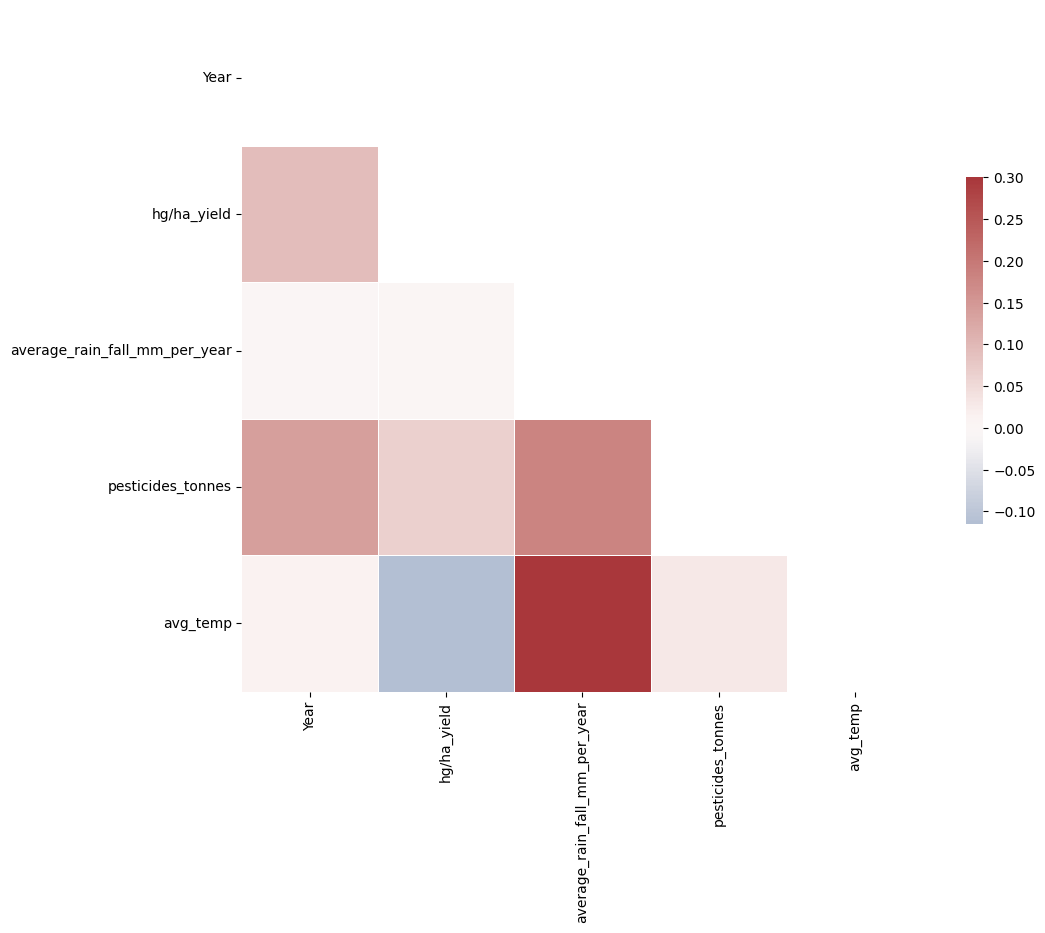 Year
hg/ha_yield
average_rain_fall_mm_per_year
pesticides_tonnes
avg_temp
Year
hg/ha_yield
average_rain_fall_mm_per_year
pesticides_tonnes
avg_temp
0.30
0.25
0.20
0.15
0.10
0.05
0.00
−0.05
−0.10